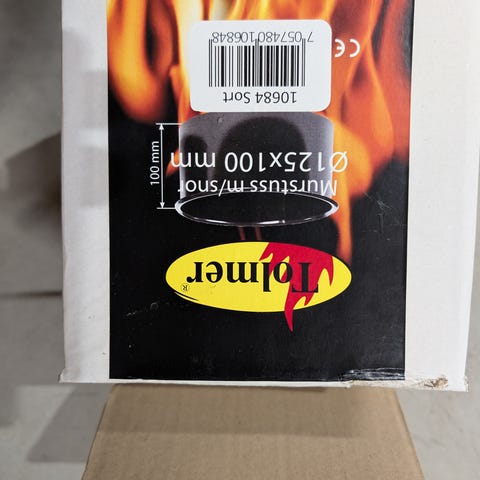 Tolmer®
Murstuss m/snor
Ø125x100 mm
100 mm
10684 Sort
7 057480 106848
CE